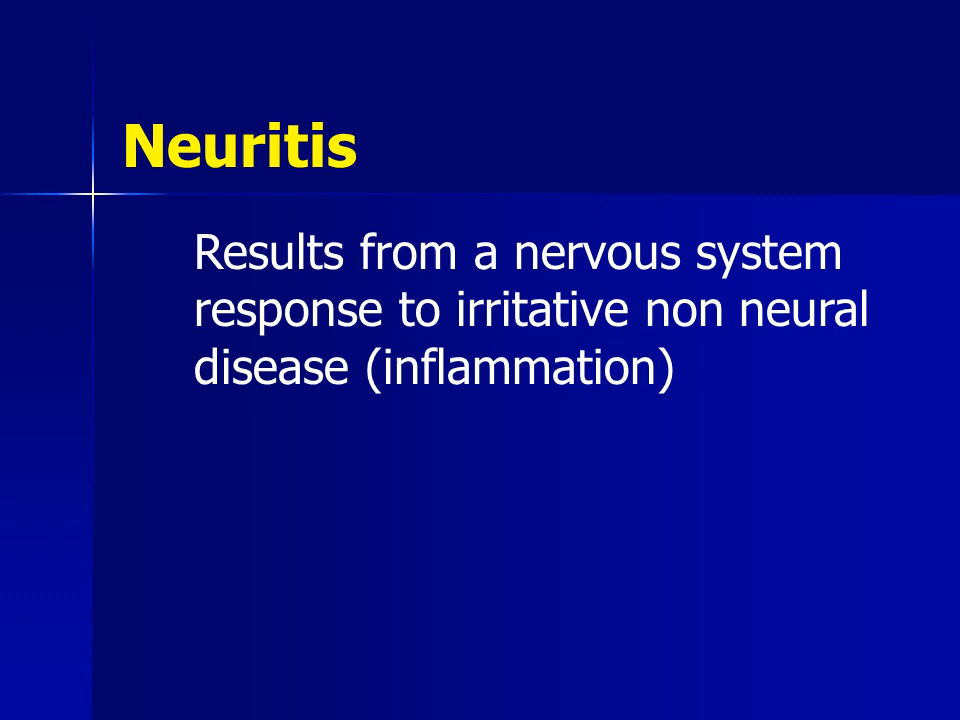 Neuritis
Results from a nervous system
response to irritative non neural
disease (inflammation)